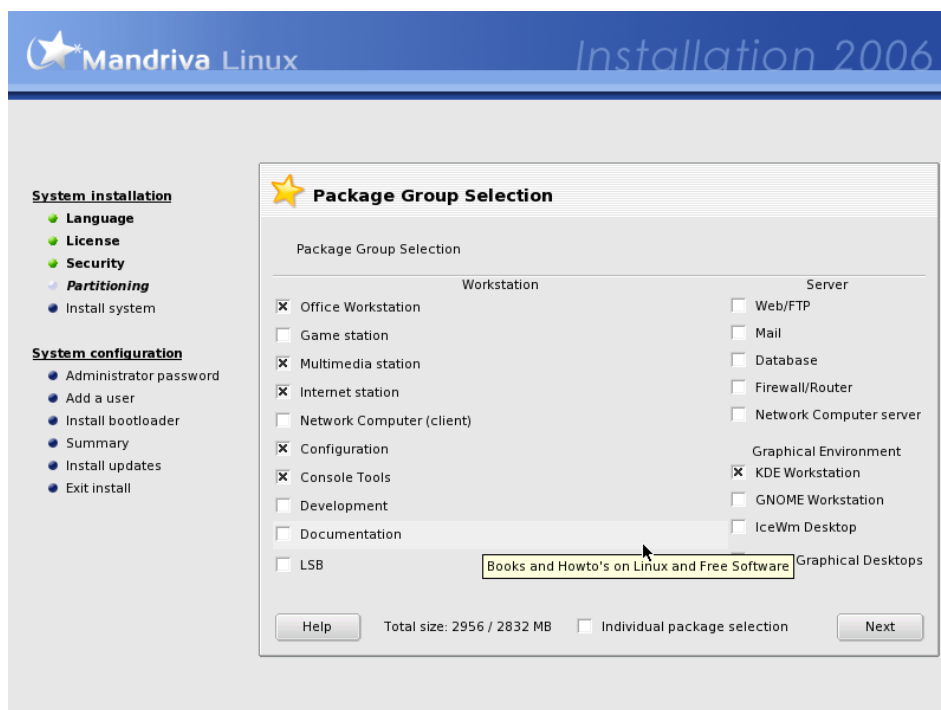 Mandriva Linux
Installation 2006
System installation
Language
License
Security
Partitioning
Install system
System configuration
Administrator password
Add a user
Install bootloader
Summary
Install updates
Exit install
Package Group Selection
Package Group Selection
Workstation
Office Workstation
Game station
Multimedia station
Internet station
Network Computer (client)
Configuration
Console Tools
Development
Documentation
LSB
Server
Web/FTP
Mail
Database
Firewall/Router
Network Computer server
Graphical Environment
KDE Workstation
GNOME Workstation
IceWm Desktop
Graphical Desktops
Books and Howto's on Linux and Free Software
Help
Total size: 2956 / 2832 MB
Individual package selection
Next